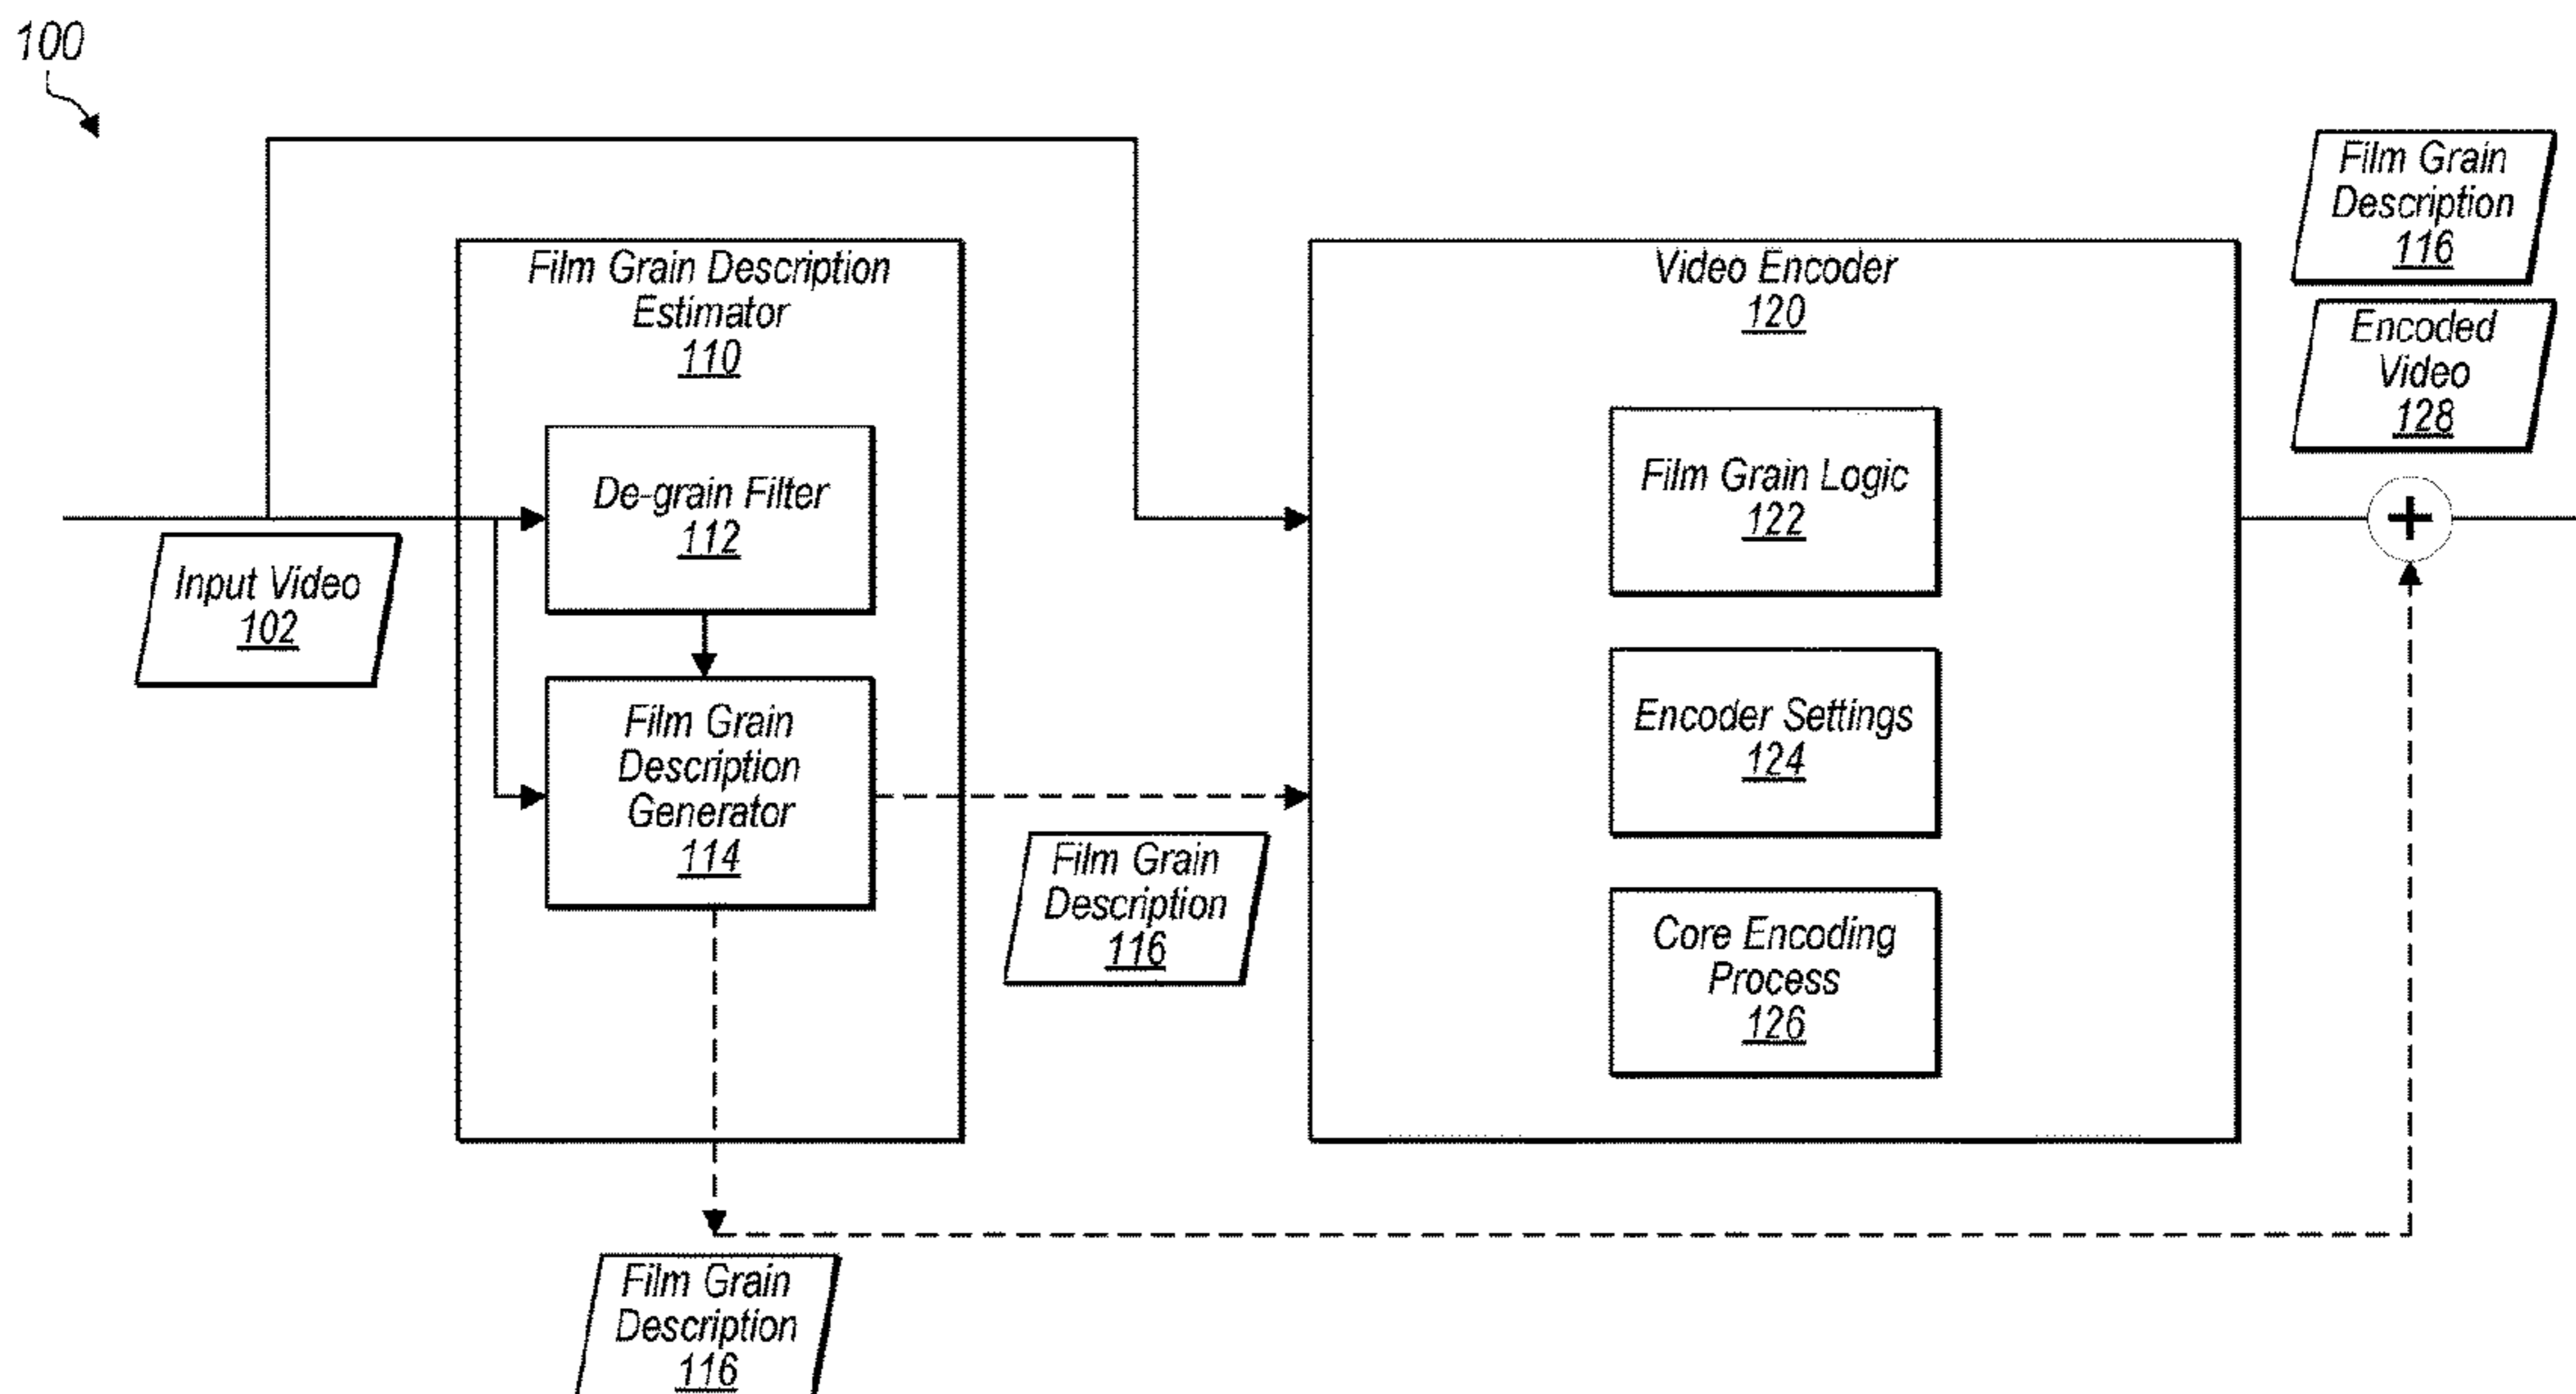 100
Film Grain
Description
116
Film Grain Description
Estimator
110
Video Encoder
120
Encoded
Video
128
De-grain Filter
112
Film Grain Logic
122
Input Video
102
Film Grain
Description
Generator
114
Encoder Settings
124
Film Grain
Description
116
Core Encoding
Process
126
Film Grain
Description
116